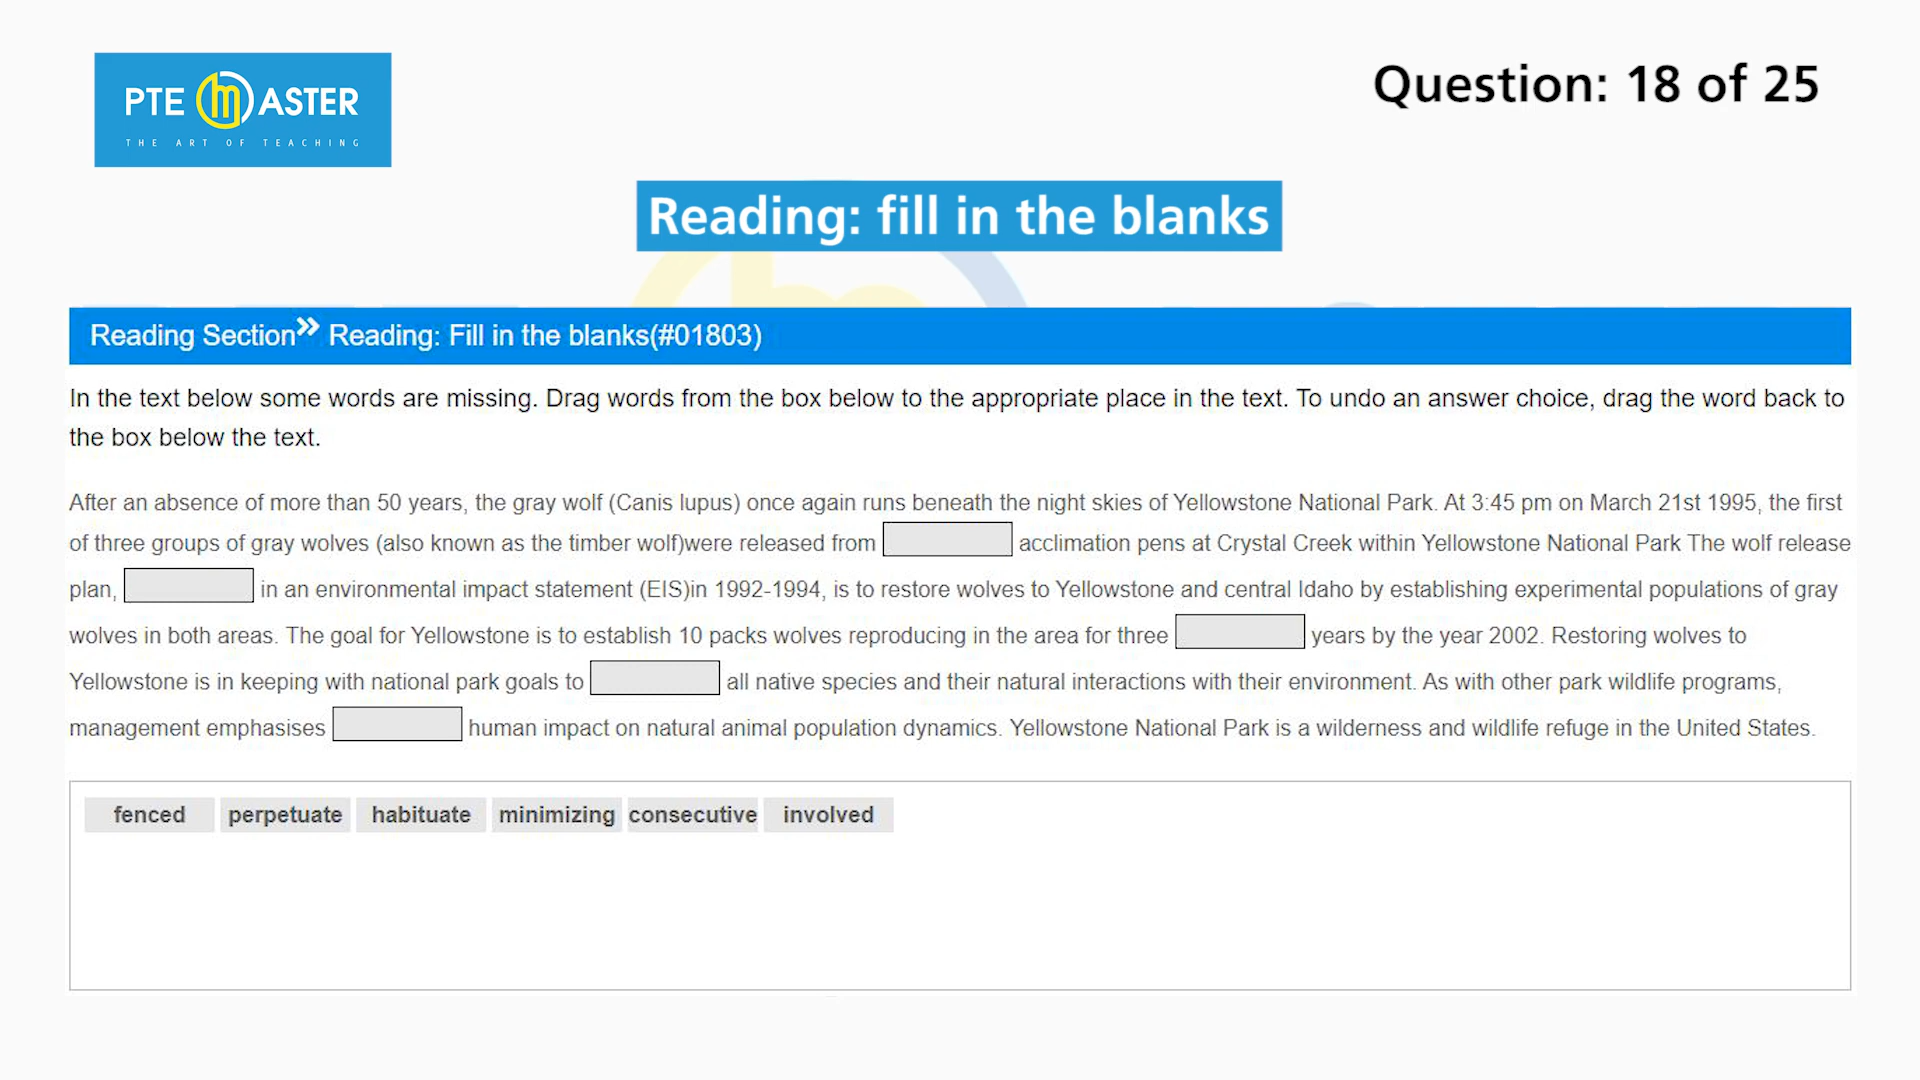 PTE MASTER
THE ART OF TEACHING
Question: 18 of 25
Reading: fill in the blanks
Reading Section» Reading: Fill in the blanks(#01803)
In the text below some words are missing. Drag words from the box below to the appropriate place in the text. To undo an answer choice, drag the word back to
the box below the text.
After an absence of more than 50 years, the gray wolf (Canis lupus) once again runs beneath the night skies of Yellowstone National Park. At 3:45 pm on March 21st 1995, the first
of three groups of gray wolves (also known as the timber wolf)were released from acclimation pens at Crystal Creek within Yellowstone National Park The wolf release
plan, in an environmental impact statement (EIS)in 1992-1994, is to restore wolves to Yellowstone and central Idaho by establishing experimental populations of gray
wolves in both areas. The goal for Yellowstone is to establish 10 packs wolves reproducing in the area for three years by the year 2002. Restoring wolves to
Yellowstone is in keeping with national park goals to all native species and their natural interactions with their environment. As with other park wildlife programs,
management emphasises human impact on natural animal population dynamics. Yellowstone National Park is a wilderness and wildlife refuge in the United States.
fenced perpetuate habituate minimizing consecutive involved